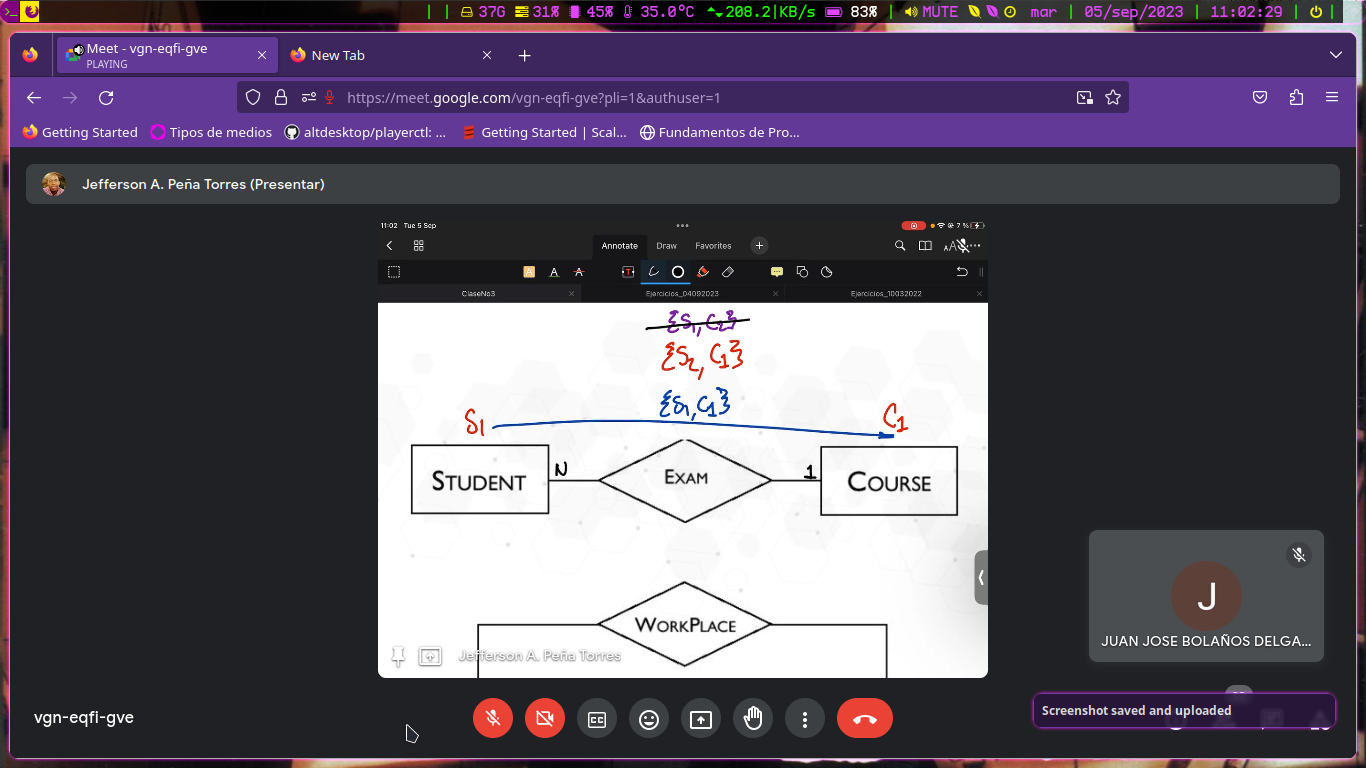 37G 31% 45% 35.0°C 208.2|KB/s 83% MUTE mar | 05/sep/2023 | 11:02:29
Meet - vgn-eqfi-gve
PLAYING
New Tab
https://meet.google.com/vgn-eqfi-gve?pli=1&authuser=1
Getting Started Tipos de medios altdesktop/playerctl: ... Getting Started | Scal... Fundamentos de Pro...
Jefferson A. Peña Torres (Presentar)
11:02 Tue 5 Sep 7 %
Annotate Draw Favorites
ClaseNo3 Ejercicios_04092023 Ejercicios_10032022
{S1, C2}
{S2, C1}
{S1, C1}
S1 C1
N 1
STUDENT EXAM COURSE
WORKPLACE
Jefferson A. Peña Torres
J
JUAN JOSE BOLAÑOS DELGA...
vgn-eqfi-gve
Screenshot saved and uploaded